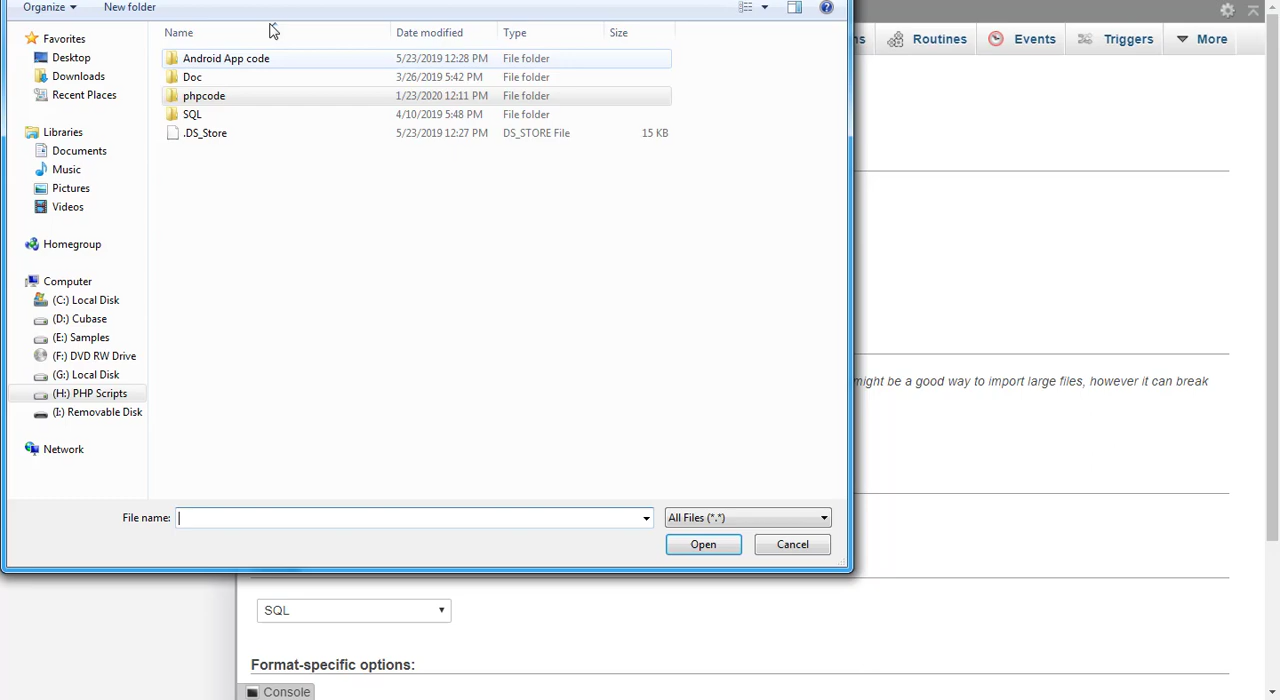 Organize
New folder
Name
Date modified
Type
Size
Favorites
Desktop
Downloads
Recent Places
Libraries
Documents
Music
Pictures
Videos
Homegroup
Computer
(C:) Local Disk
(D:) Cubase
(E:) Samples
(F:) DVD RW Drive
(G:) Local Disk
(H:) PHP Scripts
(I:) Removable Disk
Network
Android App code 5/23/2019 12:28 PM File folder
Doc 3/26/2019 5:42 PM File folder
phpcode 1/23/2020 12:11 PM File folder
SQL 4/10/2019 5:48 PM File folder
.DS_Store 5/23/2019 12:27 PM DS_STORE File 15 KB
File name:
All Files (*.*)
Open
Cancel
ns Routines Events Triggers More
might be a good way to import large files, however it can break
SQL
Format-specific options:
Console